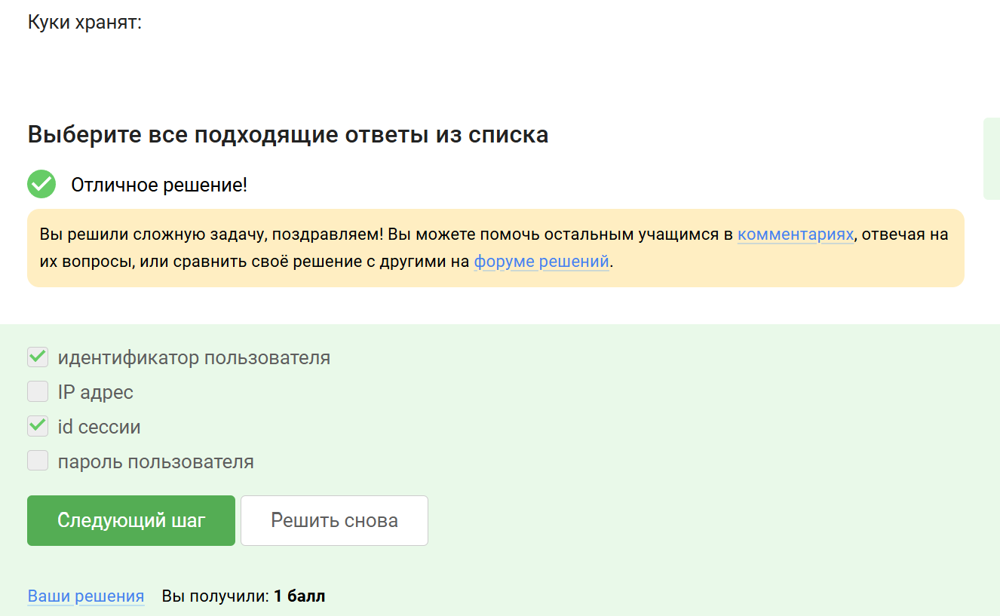 Куки хранят:
Выберите все подходящие ответы из списка
Отличное решение!
Вы решили сложную задачу, поздравляем! Вы можете помочь остальным учащимся в комментариях, отвечая на
их вопросы, или сравнить своё решение с другими на форуме решений.
идентификатор пользователя
IP адрес
id сессии
пароль пользователя
Следующий шаг Решить снова
Ваши решения Вы получили: 1 балл